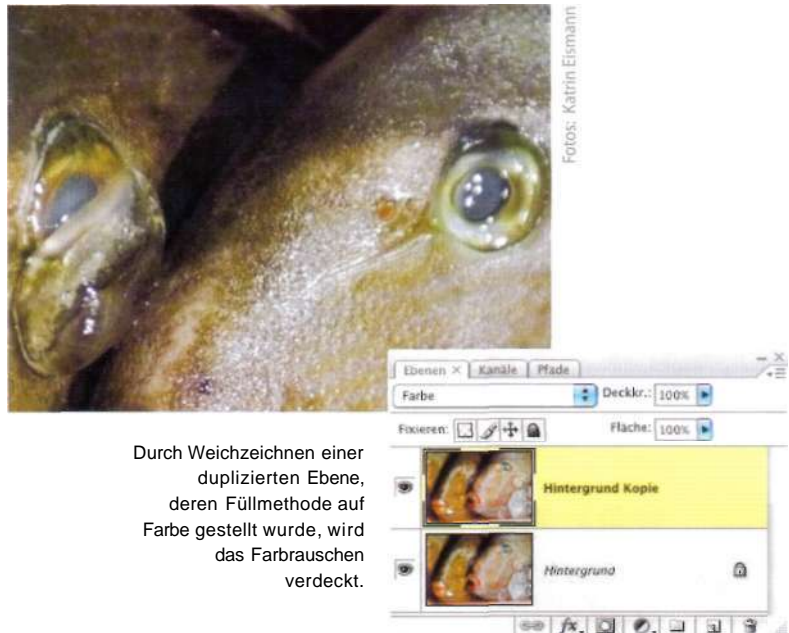 Fotos: Katrin Eismann
Ebenen × Kanäle Pfade
Farbe Deckkr.: 100%
Fixieren: Fläche: 100%
Hintergrund Kopie
Hintergrund
fx
Durch Weichzeichnen einer
duplizierten Ebene,
deren Füllmethode auf
Farbe gestellt wurde, wird
das Farbrauschen
verdeckt.